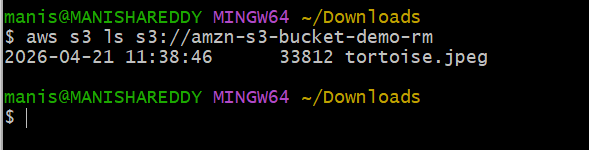 manis@MANISHAREDDY MINGW64 ~/Downloads
$ aws s3 ls s3://amzn-s3-bucket-demo-rm
2026-04-21 11:38:46      33812 tortoise.jpeg
manis@MANISHAREDDY MINGW64 ~/Downloads
$